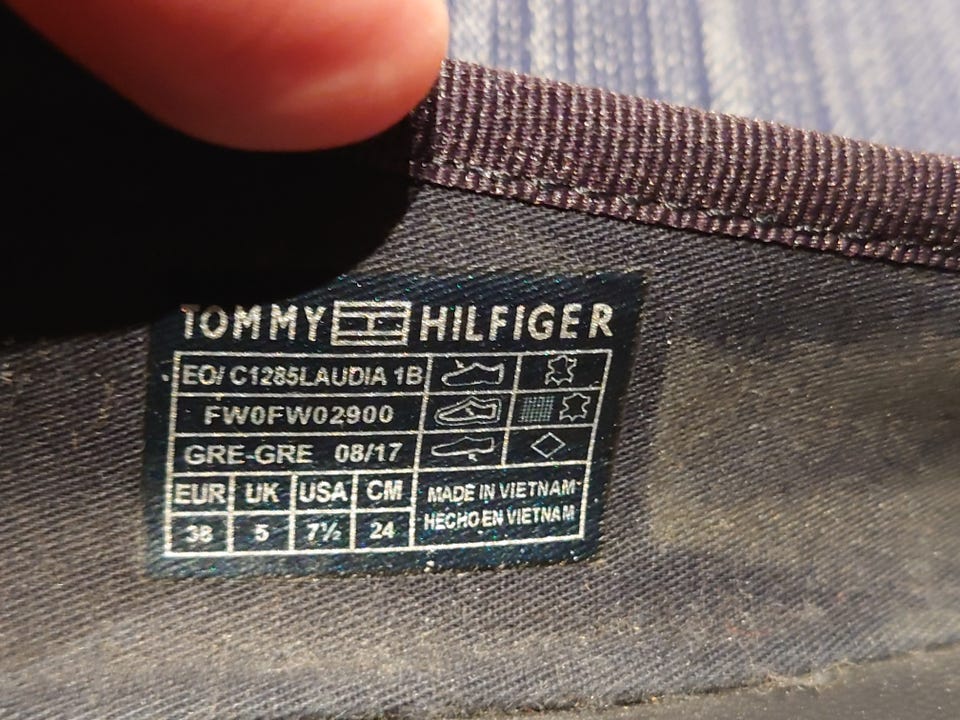 TOMMY HILFIGER
EO/ C1285LAUDIA 1B
FW0FW02900
GRE-GRE 08/17
EUR UK USA CM
38 5 7½ 24
MADE IN VIETNAM
HECHO EN VIETNAM